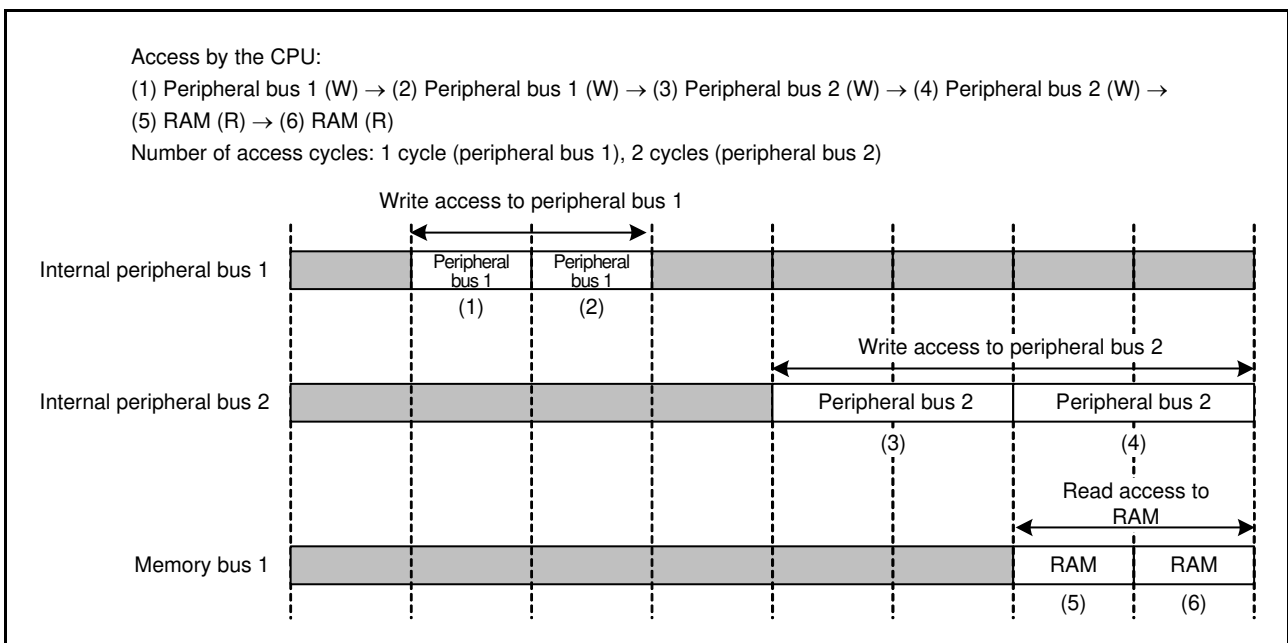 Access by the CPU:
(1) Peripheral bus 1 (W) → (2) Peripheral bus 1 (W) → (3) Peripheral bus 2 (W) → (4) Peripheral bus 2 (W) →
(5) RAM (R) → (6) RAM (R)
Number of access cycles: 1 cycle (peripheral bus 1), 2 cycles (peripheral bus 2)
Write access to peripheral bus 1
Internal peripheral bus 1
Peripheral
bus 1
Peripheral
bus 1
(1)
(2)
Write access to peripheral bus 2
Internal peripheral bus 2
Peripheral bus 2
Peripheral bus 2
(3)
(4)
Read access to
RAM
Memory bus 1
RAM
RAM
(5)
(6)